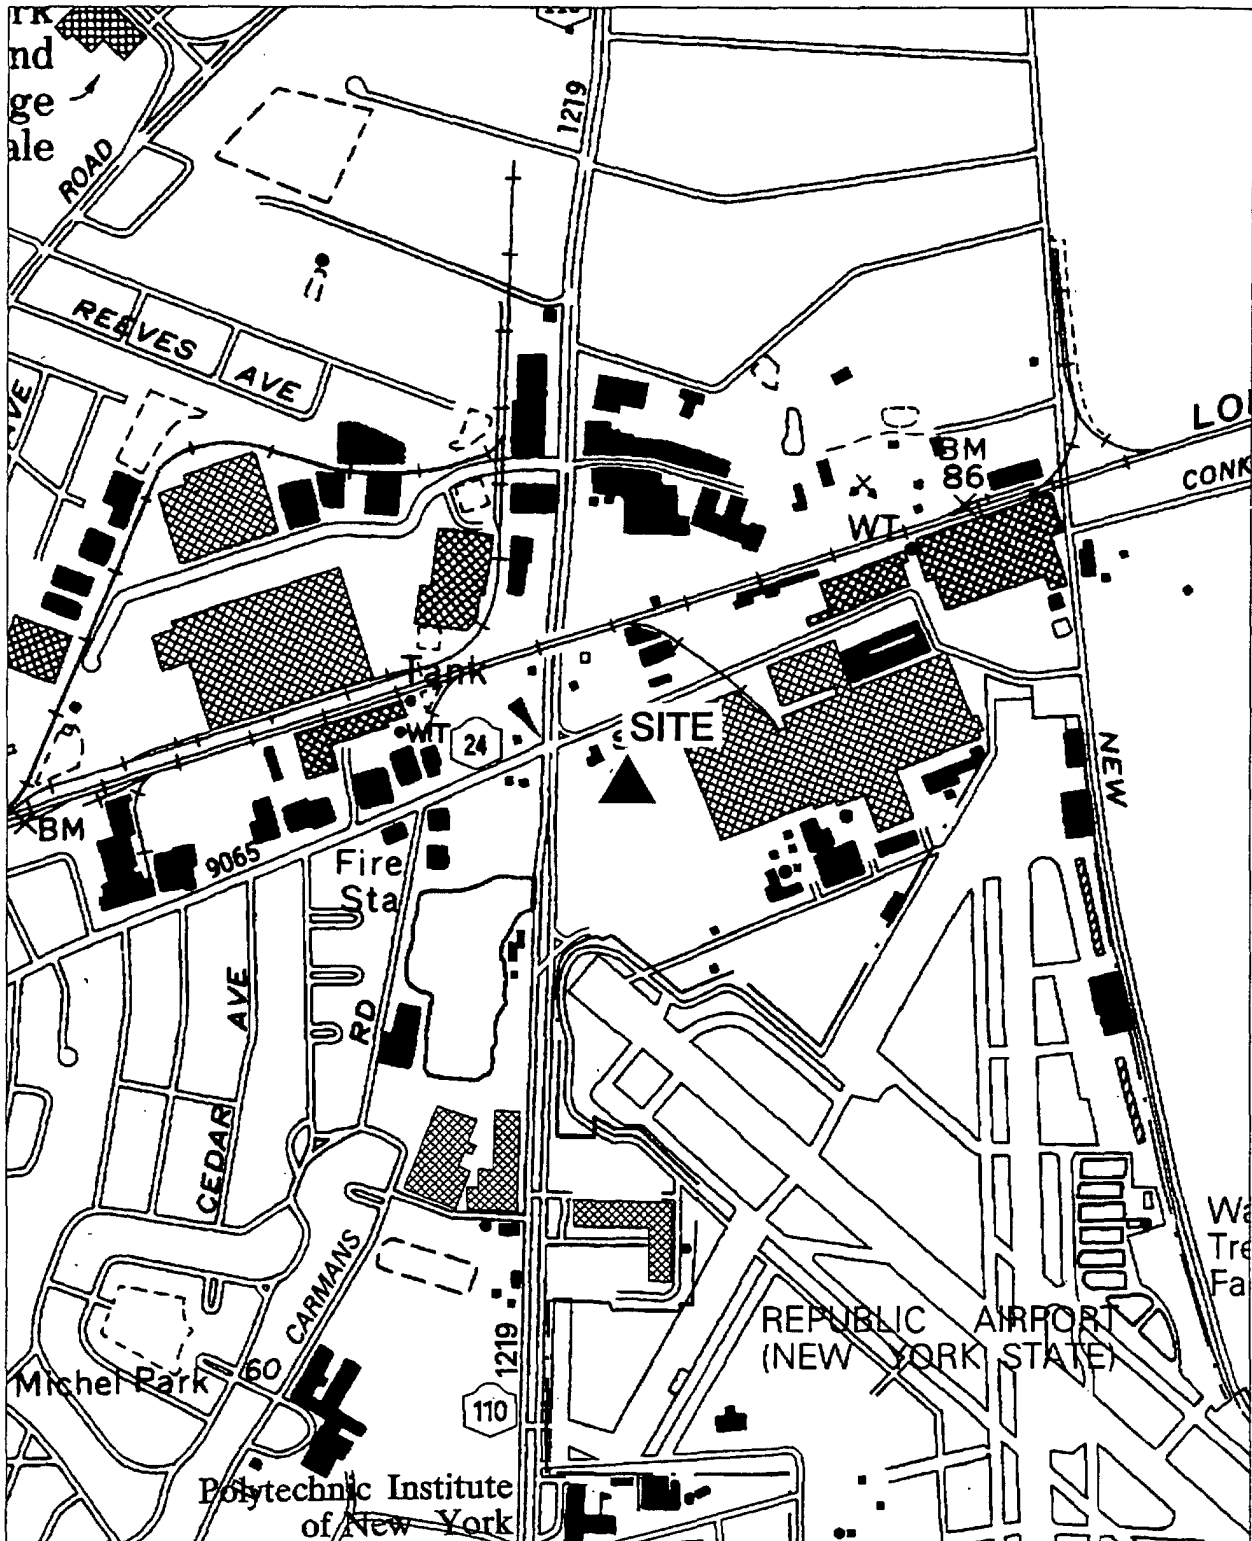 nd
ge
ale
1219
ROAD
REEVES
AVE
AVE
LO
CONK
BM
86
WT
Tank
WT
24
SITE
NEW
BM
9065
Fire
Sta
AVE
RD
CEDAR
CARMANS
Wa
Tre
Fa
REPUBLIC AIRPORT
(NEW YORK STATE)
1219
Michel Park
60
110
Polytechnic Institute
of New York